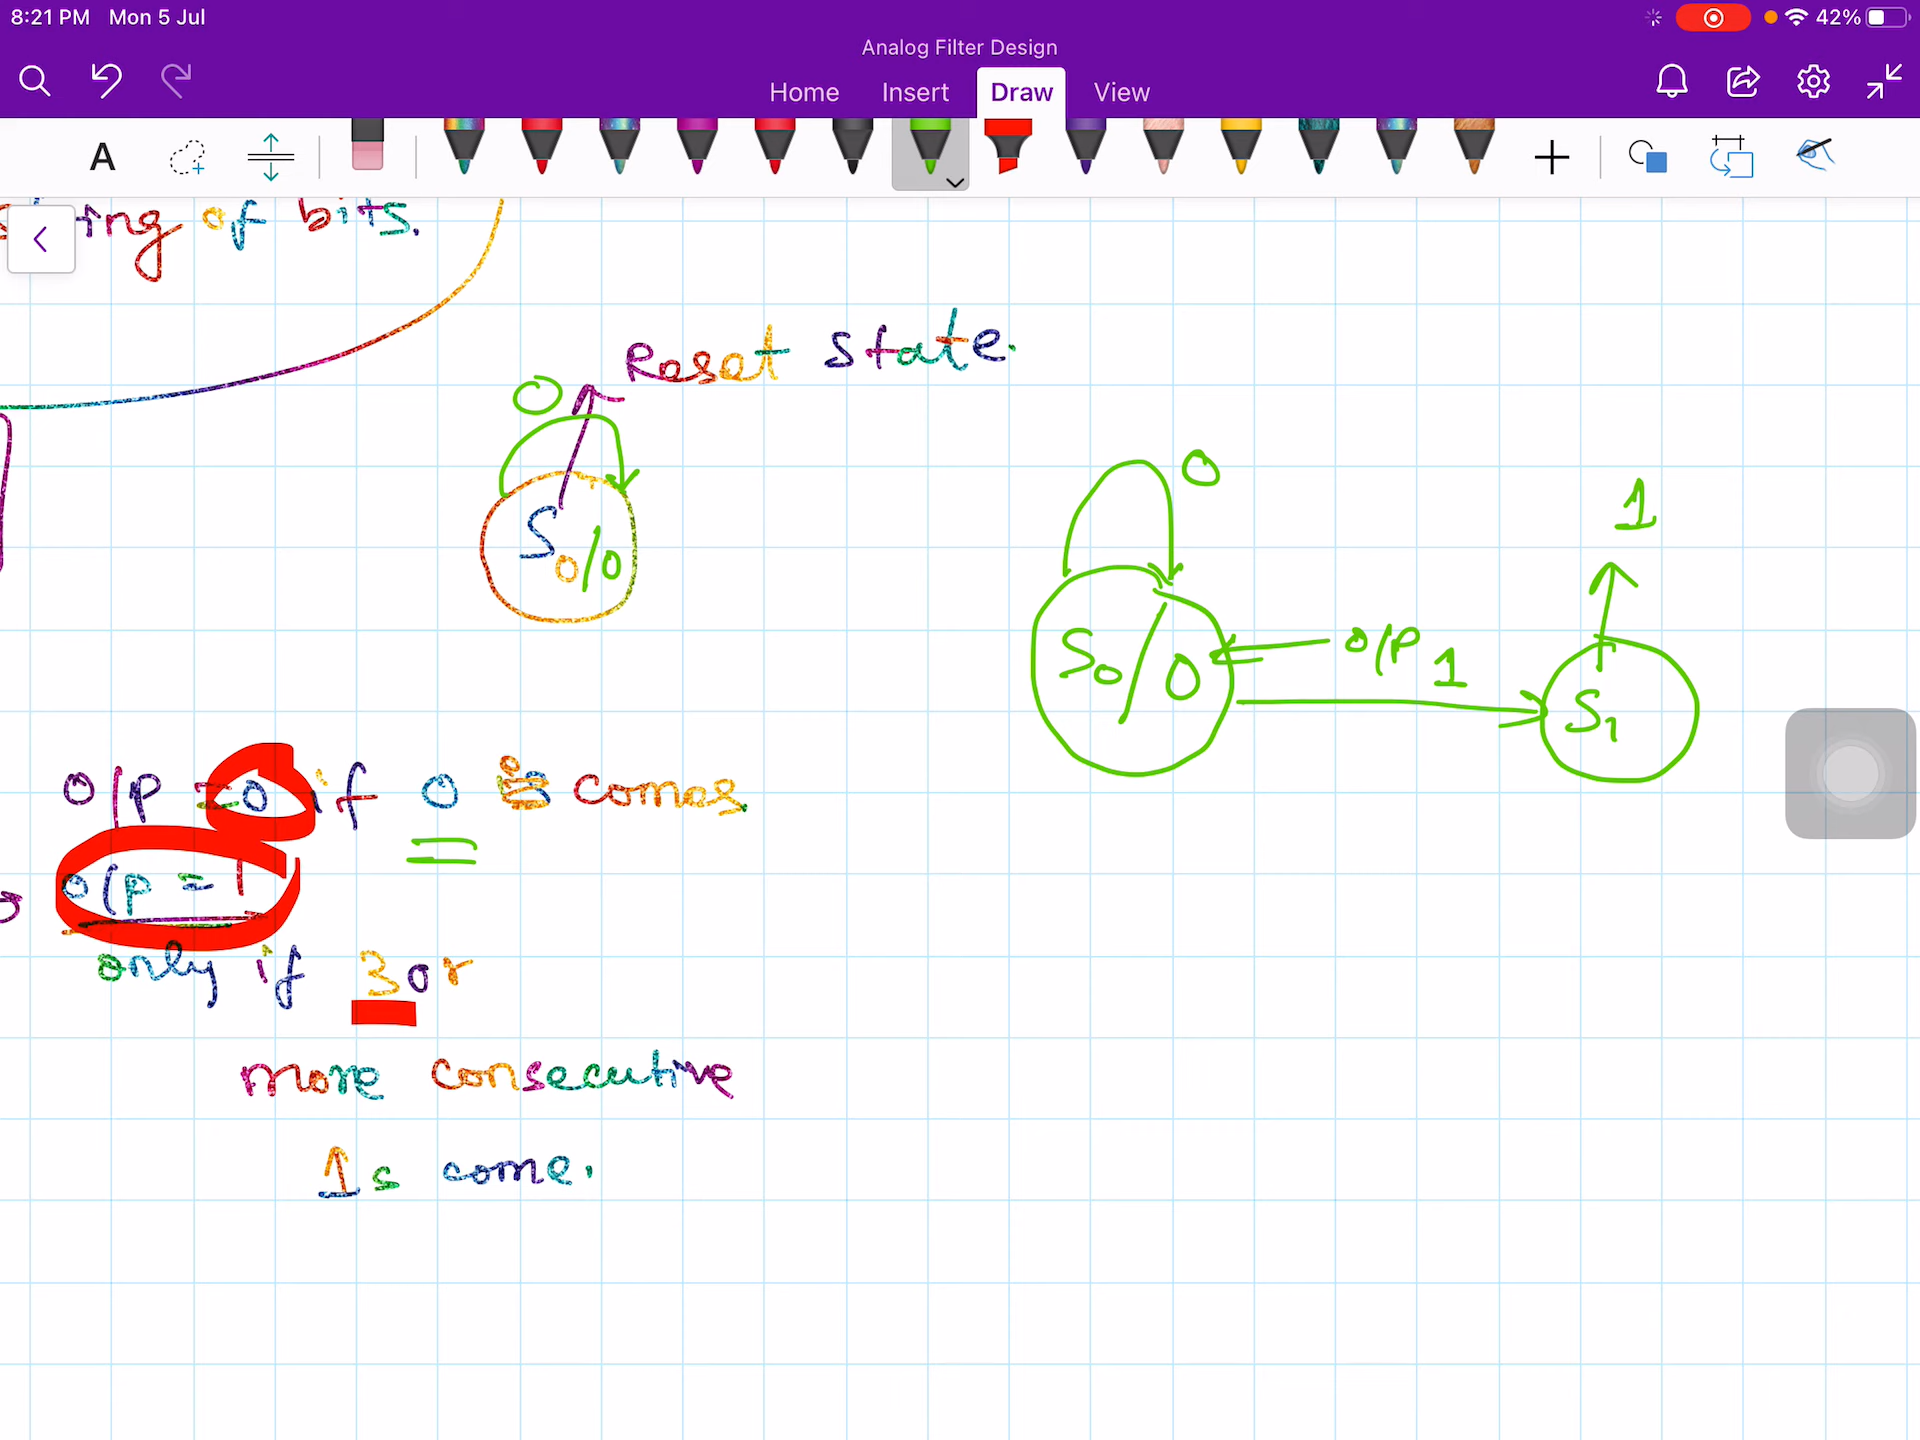 8:21 PM Mon 5 Jul
42%
Analog Filter Design
Home Insert Draw View
A
ing of bits.
Reset state.
0
S0/0
0
1
S0/0
o/p 1
S1
o/p = 0 if 0 comes
o/p = 1
only if 3 or
more consecutive
1s come.